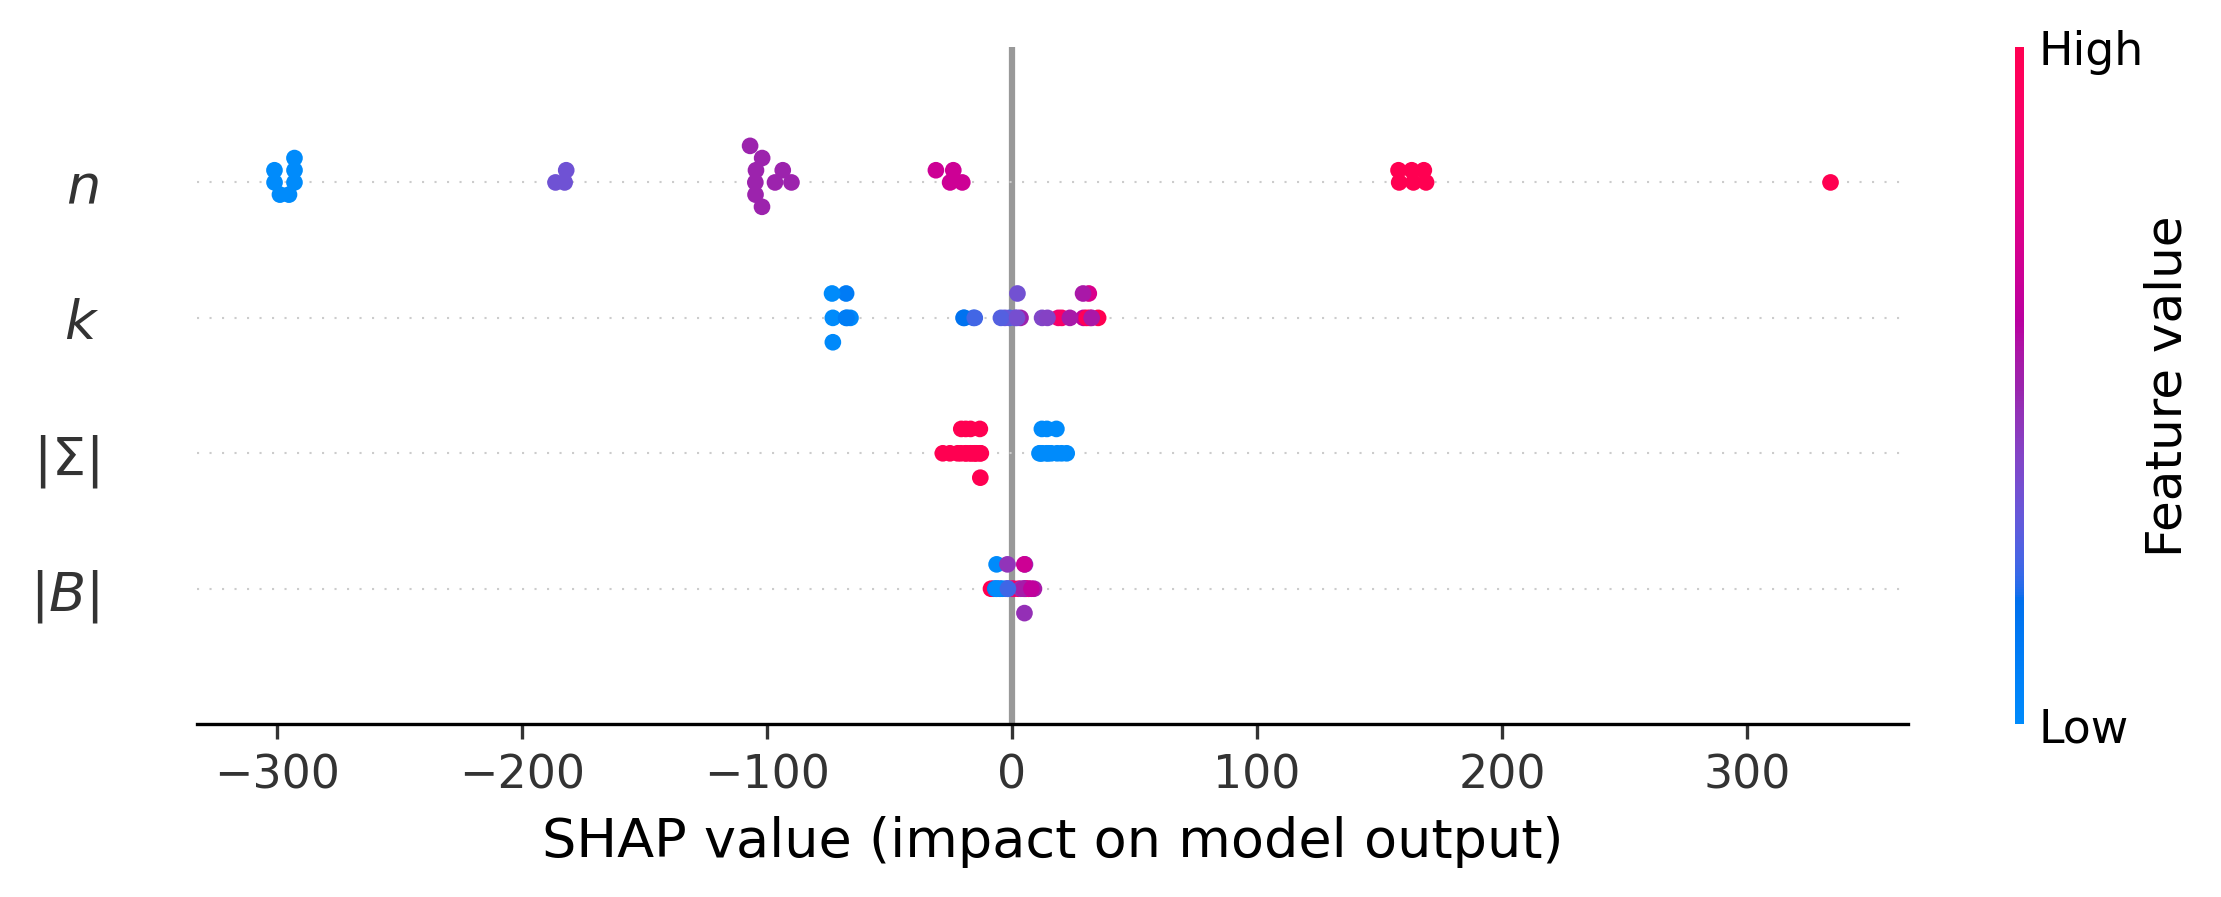 High
n
k
|Σ|
|B|
Feature value
Low
−300 −200 −100 0 100 200 300
SHAP value (impact on model output)